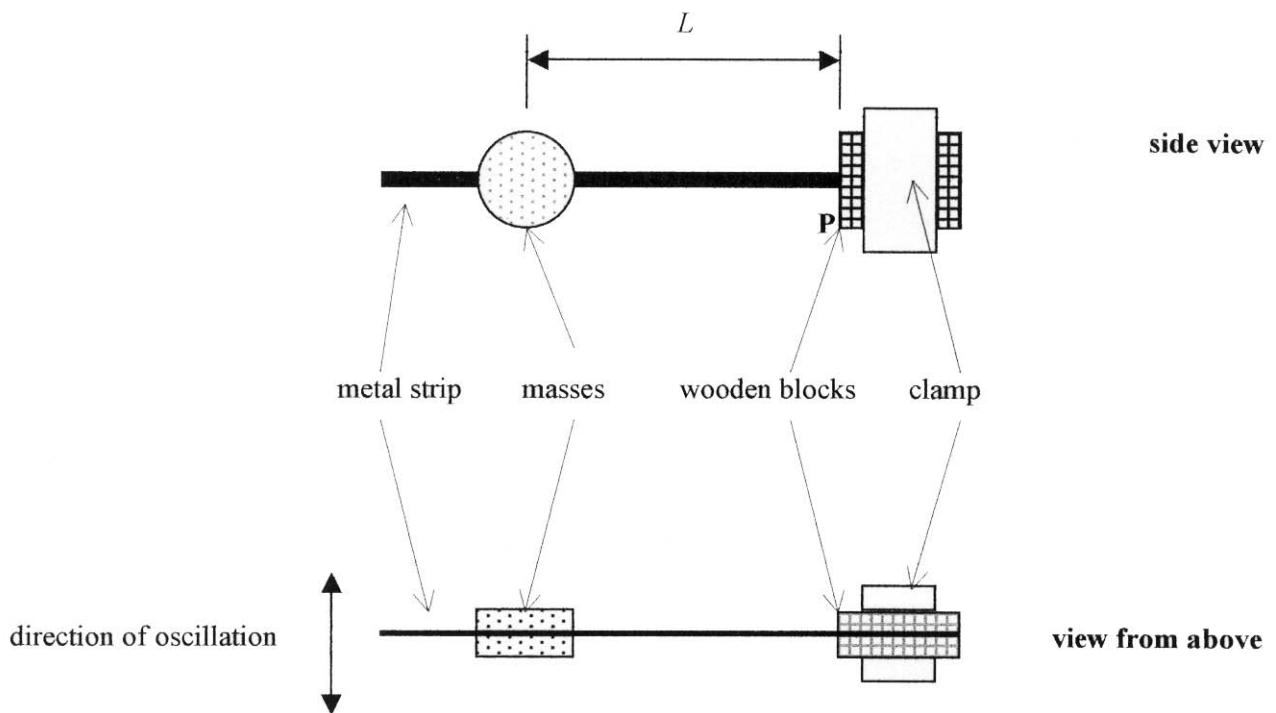 L
side view
P
metal strip
masses
wooden blocks
clamp
direction of oscillation
view from above